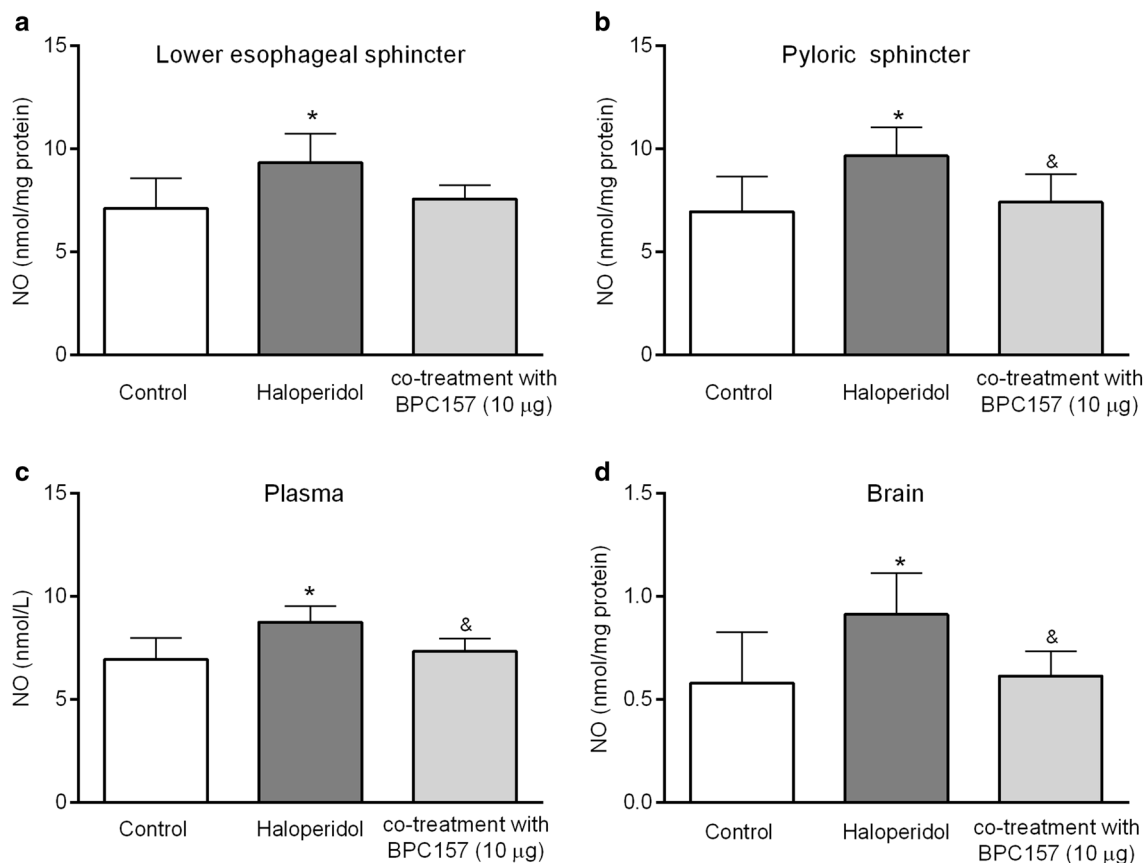 a
Lower esophageal sphincter
NO (nmol/mg protein)
15
10
5
0
*
Control
Haloperidol
co-treatment with
BPC157 (10 μg)
b
Pyloric sphincter
NO (nmol/mg protein)
15
10
5
0
*
&
Control
Haloperidol
co-treatment with
BPC157 (10 μg)
c
Plasma
NO (nmol/L)
15
10
5
0
*
&
Control
Haloperidol
co-treatment with
BPC157 (10 μg)
d
Brain
NO (nmol/mg protein)
1.5
1.0
0.5
0.0
*
&
Control
Haloperidol
co-treatment with
BPC157 (10 μg)